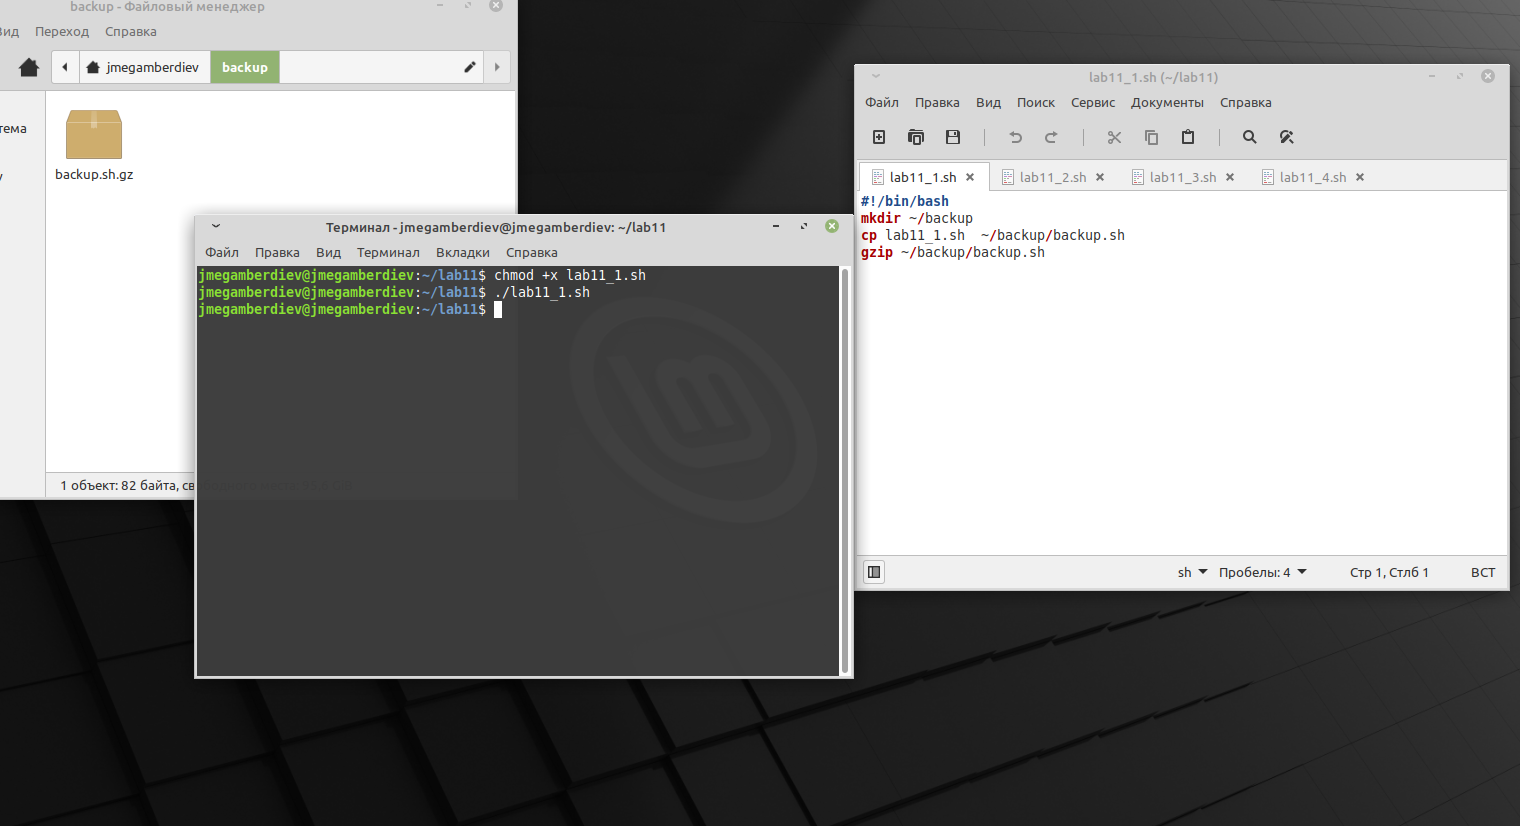 backup - Файловый менеджер
Вид Переход Справка
jmegamberdiev backup
backup.sh.gz
1 объект: 82 байта,
Терминал - jmegamberdiev@jmegamberdiev: ~/lab11
Файл Правка Вид Терминал Вкладки Справка
jmegamberdiev@jmegamberdiev:~/lab11$ chmod +x lab11_1.sh
jmegamberdiev@jmegamberdiev:~/lab11$ ./lab11_1.sh
jmegamberdiev@jmegamberdiev:~/lab11$
lab11_1.sh (~/lab11)
Файл Правка Вид Поиск Сервис Документы Справка
lab11_1.sh lab11_2.sh lab11_3.sh lab11_4.sh
#!/bin/bash
mkdir ~/backup
cp lab11_1.sh  ~/backup/backup.sh
gzip ~/backup/backup.sh
sh Пробелы: 4 Стр 1, Стлб 1 ВСТ